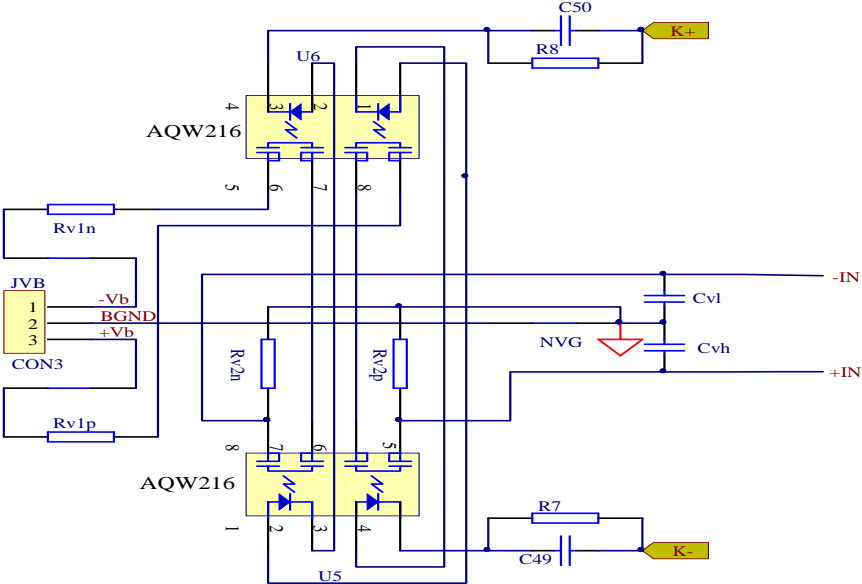 C50
K+
R8
U6
4
3
2
1
AQW216
5
6
7
8
Rv1n
JVB
-Vb
1
BGND
2
+Vb
3
CON3
-IN
Cvl
NVG
Cvh
Rv2n
Rv2p
+IN
Rv1p
8
7
6
5
AQW216
1
2
3
4
R7
C49
K-
U5